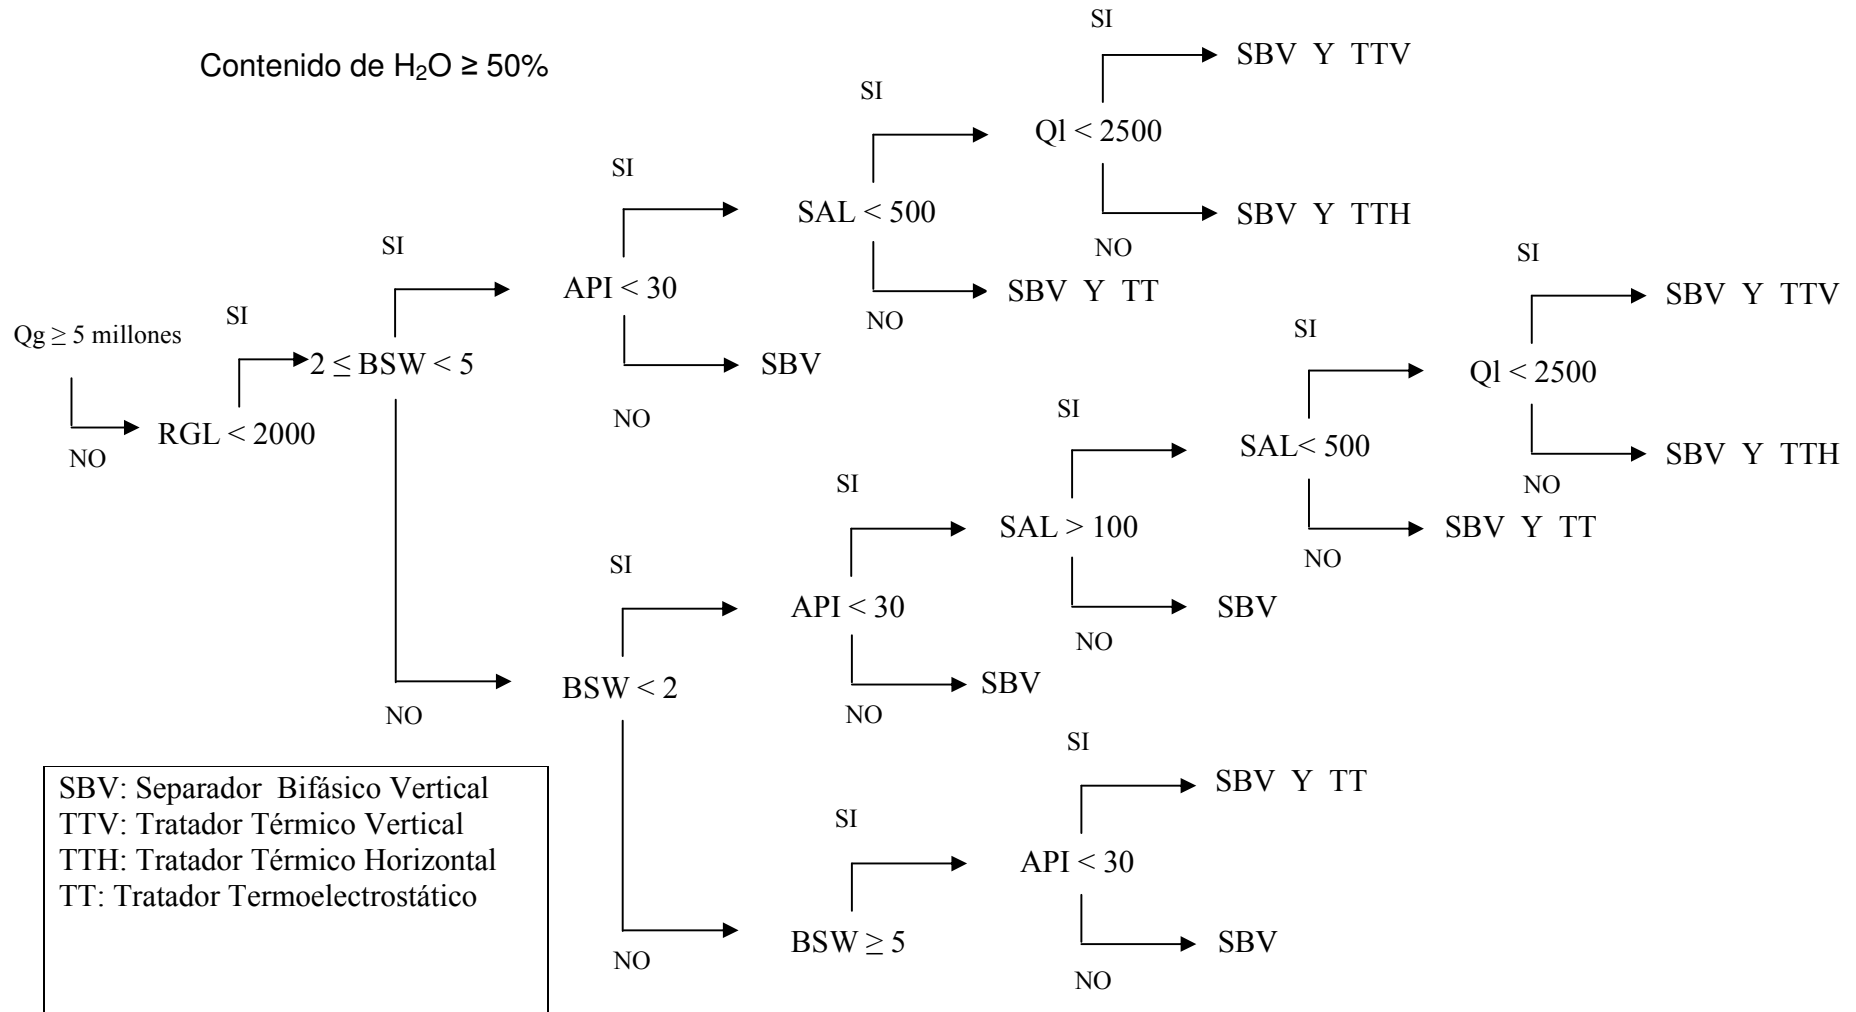 Contenido de H₂O ≥ 50%
SI
SBV Y TTV
SI
Ql < 2500
SI
SAL < 500
SBV Y TTH
NO
SI
API < 30
SBV Y TT
NO
SI
Qg ≥ 5 millones
2 ≤ BSW < 5
SBV
NO
NO
RGL < 2000
SI
SBV Y TTV
SI
Ql < 2500
SI
SAL< 500
SBV Y TTH
NO
SI
SAL > 100
SBV Y TT
NO
SI
API < 30
SBV
NO
BSW < 2
SBV
NO
NO
SI
SBV Y TT
SI
API < 30
BSW ≥ 5
SBV
NO
NO
SBV: Separador Bifásico Vertical
TTV: Tratador Térmico Vertical
TTH: Tratador Térmico Horizontal
TT: Tratador Termoelectrostático